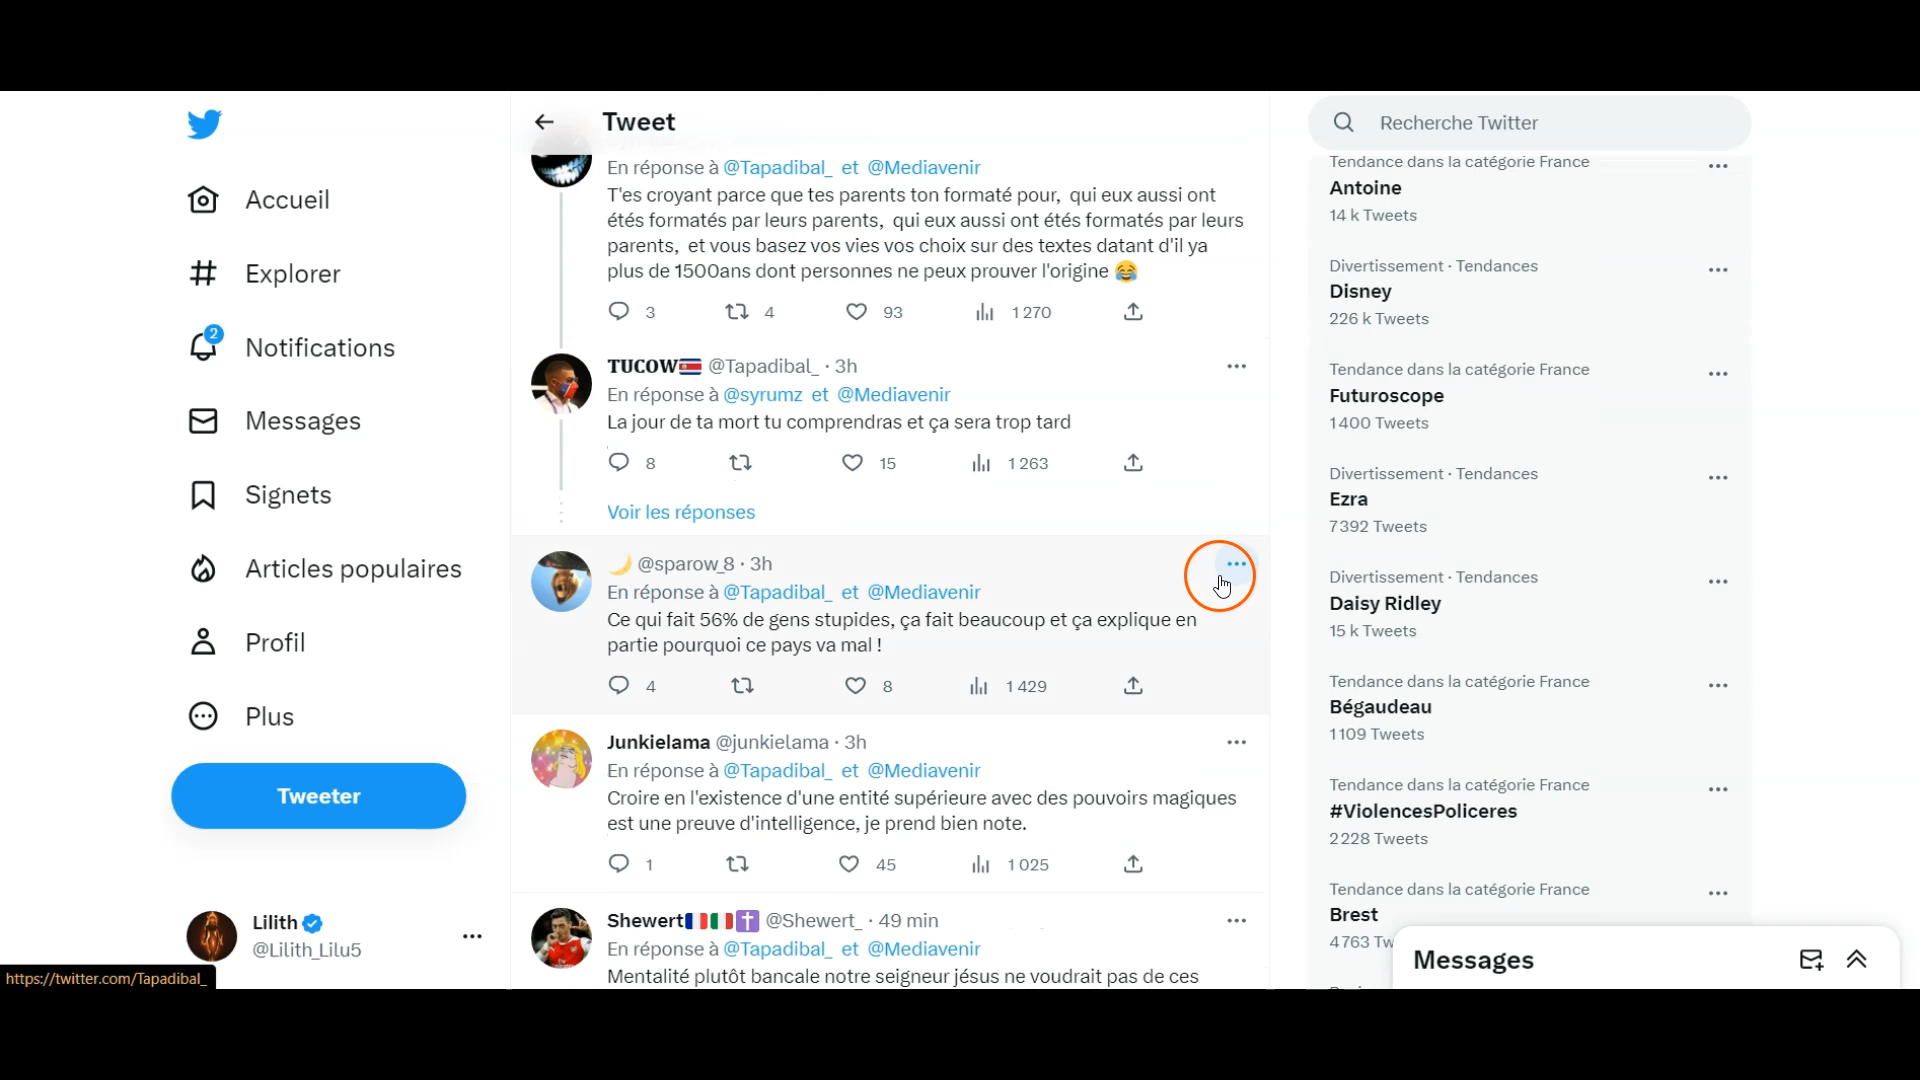 Accueil
Explorer
2
Notifications
Messages
Signets
Articles populaires
Profil
Plus
Tweeter
Lilith
@Lilith_Lilu5
https://twitter.com/Tapadibal_
Tweet
En réponse à @Tapadibal_ et @Mediavenir
T'es croyant parce que tes parents ton formaté pour, qui eux aussi ont
étés formatés par leurs parents, qui eux aussi ont étés formatés par leurs
parents, et vous basez vos vies vos choix sur des textes datant d'il ya
plus de 1500ans dont personnes ne peux prouver l'origine 😂
3 4 93 1 270
TUCOW🇨🇷 @Tapadibal_ · 3h
En réponse à @syrumz et @Mediavenir
La jour de ta mort tu comprendras et ça sera trop tard
8 15 1 263
Voir les réponses
🌙 @sparow_8 · 3h
En réponse à @Tapadibal_ et @Mediavenir
Ce qui fait 56% de gens stupides, ça fait beaucoup et ça explique en
partie pourquoi ce pays va mal !
4 8 1 429
Junkielama @junkielama · 3h
En réponse à @Tapadibal_ et @Mediavenir
Croire en l'existence d'une entité supérieure avec des pouvoirs magiques
est une preuve d'intelligence, je prend bien note.
1 45 1 025
Shewert🇫🇷🇮🇹✝️ @Shewert_ · 49 min
En réponse à @Tapadibal_ et @Mediavenir
Mentalité plutôt bancale notre seigneur jésus ne voudrait pas de ces
Recherche Twitter
Tendance dans la catégorie France
Antoine
14 k Tweets
Divertissement · Tendances
Disney
226 k Tweets
Tendance dans la catégorie France
Futuroscope
1 400 Tweets
Divertissement · Tendances
Ezra
7 392 Tweets
Divertissement · Tendances
Daisy Ridley
15 k Tweets
Tendance dans la catégorie France
Bégaudeau
1 109 Tweets
Tendance dans la catégorie France
#ViolencesPoliceres
2 228 Tweets
Tendance dans la catégorie France
Brest
4 763 Tw
Messages